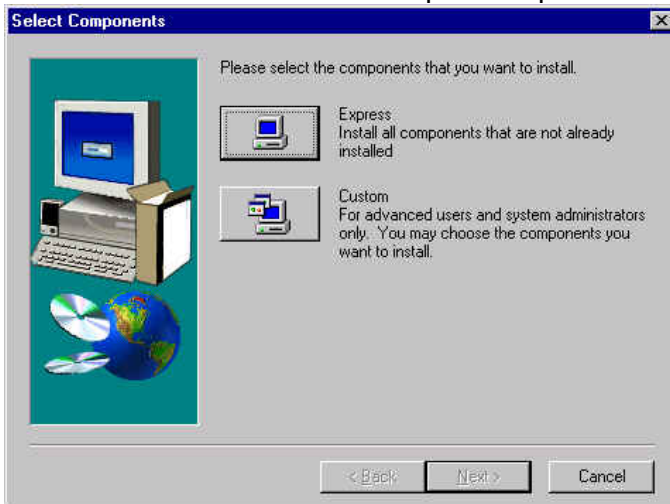 Select Components
Please select the components that you want to install.
Express
Install all components that are not already
installed
Custom
For advanced users and system administrators
only. You may choose the components you
want to install.
< Back
Next >
Cancel